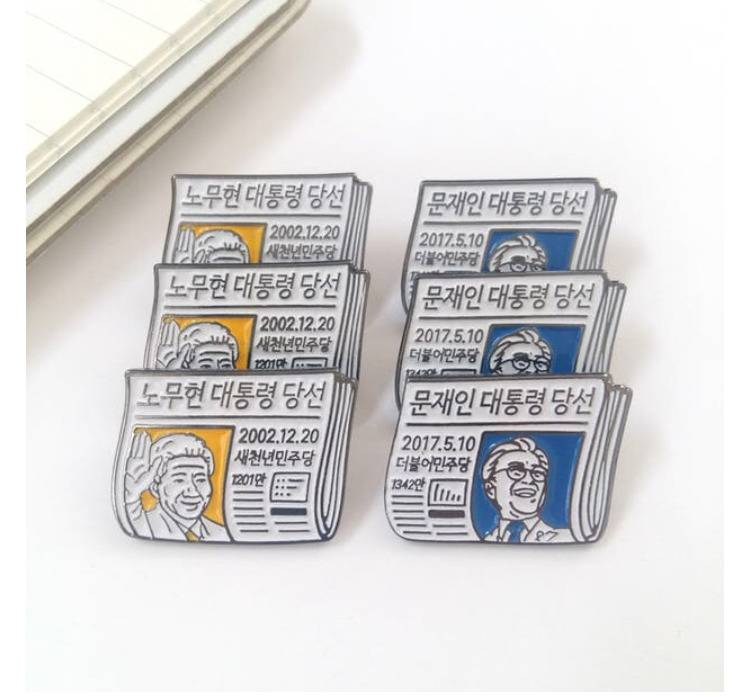 노무현 대통령 당선
2002.12.20
새천년민주당
노무현 대통령 당선
2002.12.20
새천년민주당
1201만
노무현 대통령 당선
2002.12.20
새천년민주당
1201만
문재인 대통령 당선
2017.5.10
더불어민주당
1342만
문재인 대통령 당선
2017.5.10
더불어민주당
1342만
문재인 대통령 당선
2017.5.10
더불어민주당
1342만